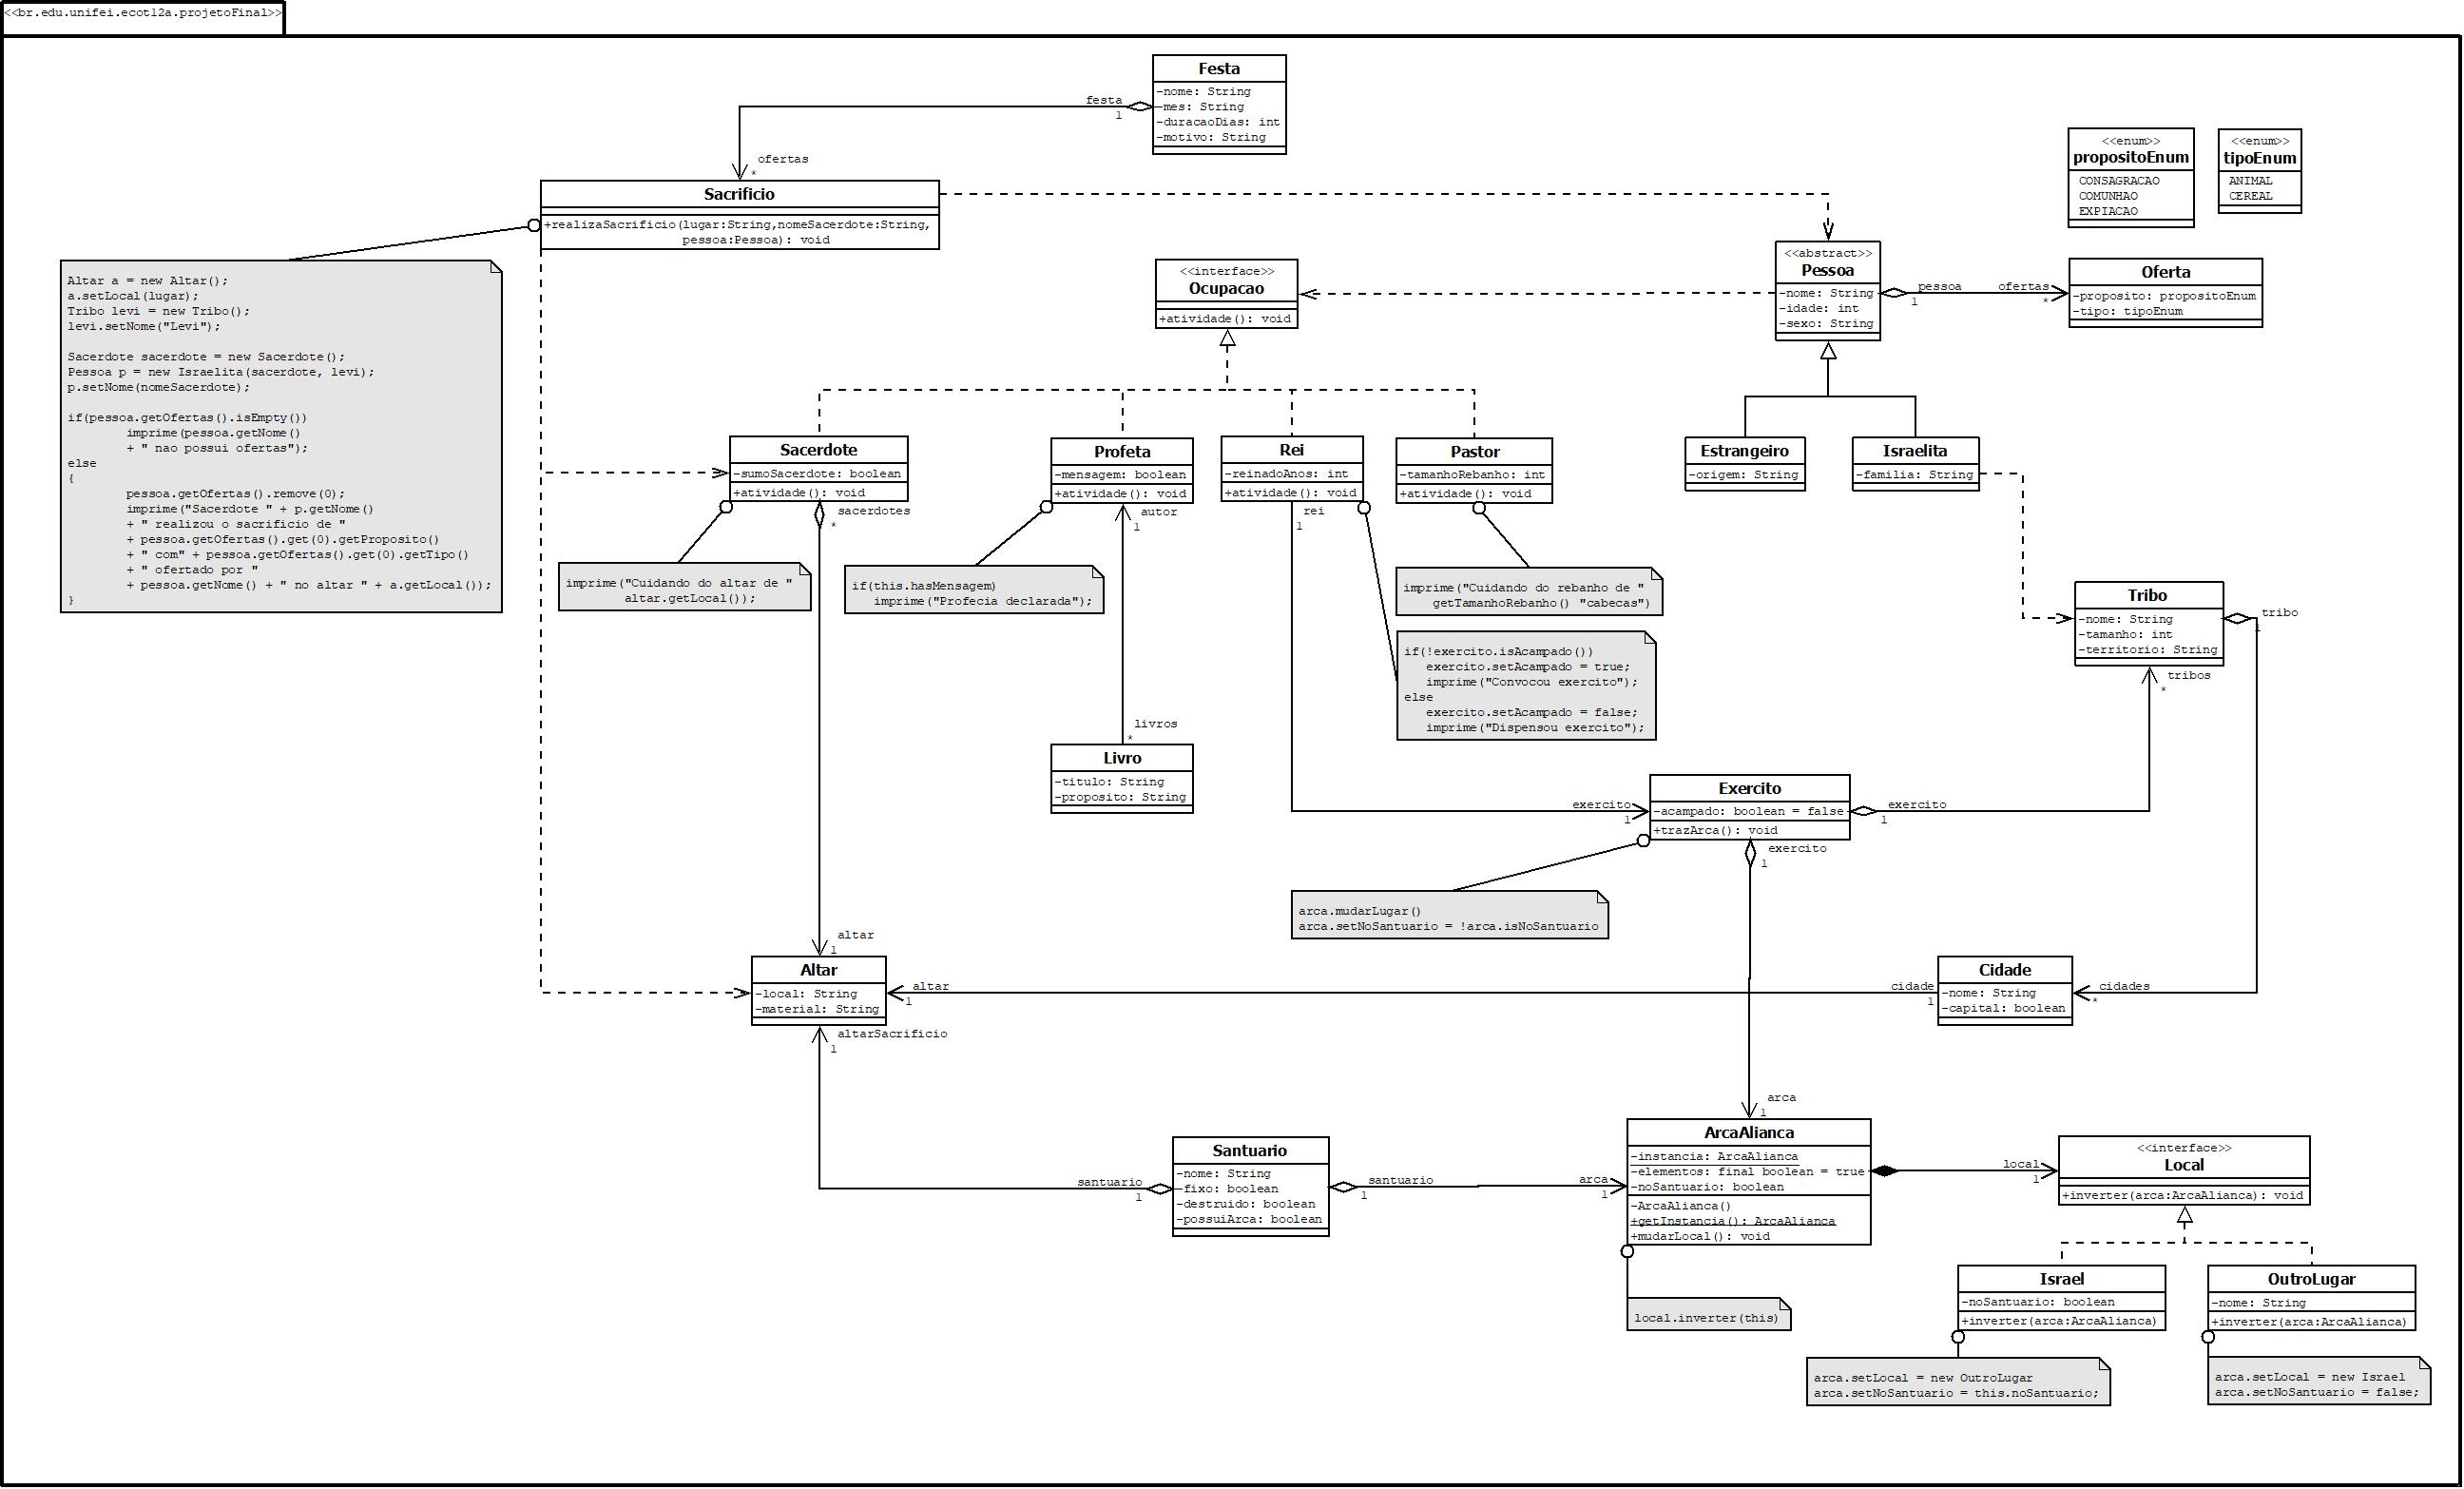 <<br.edu.unifei.ecot12a.projetoFinal>>
Festa
-nome: String
-mes: String
-duracaoDias: int
-motivo: String
festa
1
ofertas
*
Sacrificio
+realizaSacrificio(lugar:String,nomeSacerdote:String,
pessoa:Pessoa): void
<<enum>>
propositoEnum
CONSAGRACAO
COMUNHAO
EXPIACAO
<<enum>>
tipoEnum
ANIMAL
CEREAL
Altar a = new Altar();
a.setLocal(lugar);
Tribo levi = new Tribo();
levi.setNome("Levi");
Sacerdote sacerdote = new Sacerdote();
Pessoa p = new Israelita(sacerdote, levi);
p.setNome(nomeSacerdote);
if(pessoa.getOfertas().isEmpty())
imprime(pessoa.getNome()
+ " nao possui ofertas");
else
{
pessoa.getOfertas().remove(0);
imprime("Sacerdote " + p.getNome()
+ " realizou o sacrificio de "
+ pessoa.getOfertas().get(0).getProposito()
+ " com" + pessoa.getOfertas().get(0).getTipo()
+ " ofertado por "
+ pessoa.getNome() + " no altar " + a.getLocal());
}
<<interface>>
Ocupacao
+atividade(): void
<<abstract>>
Pessoa
-nome: String
-idade: int
-sexo: String
pessoa
1
ofertas
*
Oferta
-proposito: propositoEnum
-tipo: tipoEnum
Sacerdote
-sumoSacerdote: boolean
+atividade(): void
sacerdotes
*
Profeta
-mensagem: boolean
+atividade(): void
autor
1
Rei
-reinadoAnos: int
+atividade(): void
rei
1
Pastor
-tamanhoRebanho: int
+atividade(): void
Estrangeiro
-origem: String
Israelita
-familia: String
imprime("Cuidando do altar de "
altar.getLocal());
if(this.hasMensagem)
imprime("Profecia declarada");
imprime("Cuidando do rebanho de "
getTamanhoRebanho() "cabecas")
if(!exercito.isAcampado())
exercito.setAcampado = true;
imprime("Convocou exercito");
else
exercito.setAcampado = false;
imprime("Dispensou exercito");
Tribo
-nome: String
-tamanho: int
-territorio: String
tribo
1
tribos
*
livros
*
Livro
-titulo: String
-proposito: String
exercito
1
Exercito
-acampado: boolean = false
+trazArca(): void
exercito
1
exercito
1
arca.mudarLugar()
arca.setNoSantuario = !arca.isNoSantuario
altar
1
Altar
-local: String
-material: String
altar
1
cidade
1
Cidade
-nome: String
-capital: boolean
cidades
*
altarSacrificio
1
arca
1
Santuario
-nome: String
-fixo: boolean
-destruido: boolean
-possuiArca: boolean
santuario
1
santuario
1
arca
1
ArcaAlianca
-instancia: ArcaAlianca
-elementos: final boolean = true
-noSantuario: boolean
-ArcaAlianca()
+getInstancia(): ArcaAlianca
+mudarLocal(): void
local
1
<<interface>>
Local
+inverter(arca:ArcaAlianca): void
local.inverter(this)
Israel
-noSantuario: boolean
+inverter(arca:ArcaAlianca)
OutroLugar
-nome: String
+inverter(arca:ArcaAlianca)
arca.setLocal = new OutroLugar
arca.setNoSantuario = this.noSantuario;
arca.setLocal = new Israel
arca.setNoSantuario = false;